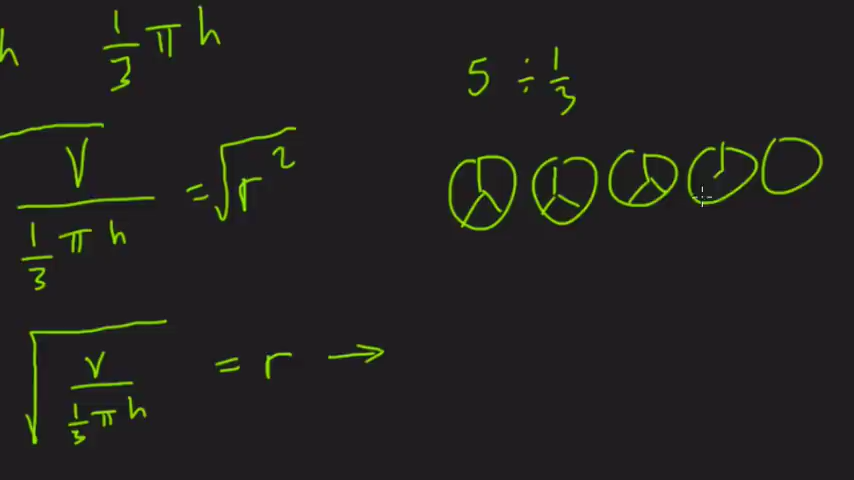 h    1/3 π h
5 ÷ 1/3
V / (1/3 π h) = √r²
√(V / (1/3 π h)) = r →